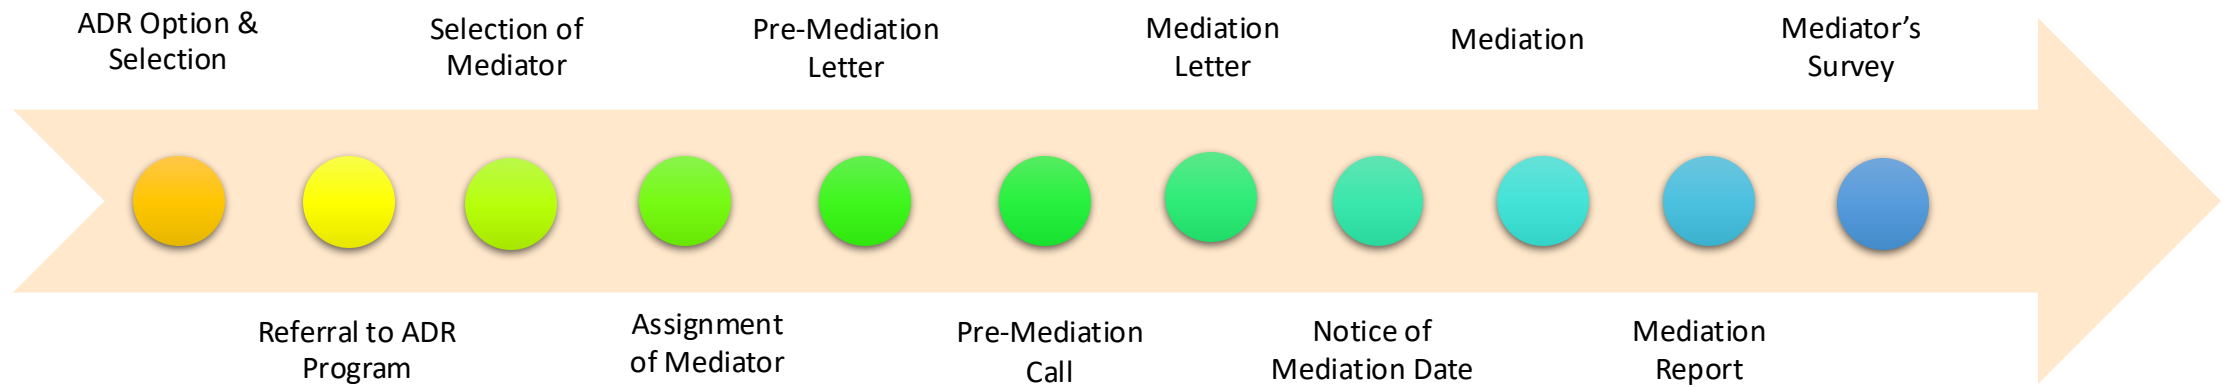 ADR Option &
Selection
Selection of
Mediator
Pre-Mediation
Letter
Mediation
Letter
Mediation
Mediator’s
Survey
Referral to ADR
Program
Assignment
of Mediator
Pre-Mediation
Call
Notice of
Mediation Date
Mediation
Report